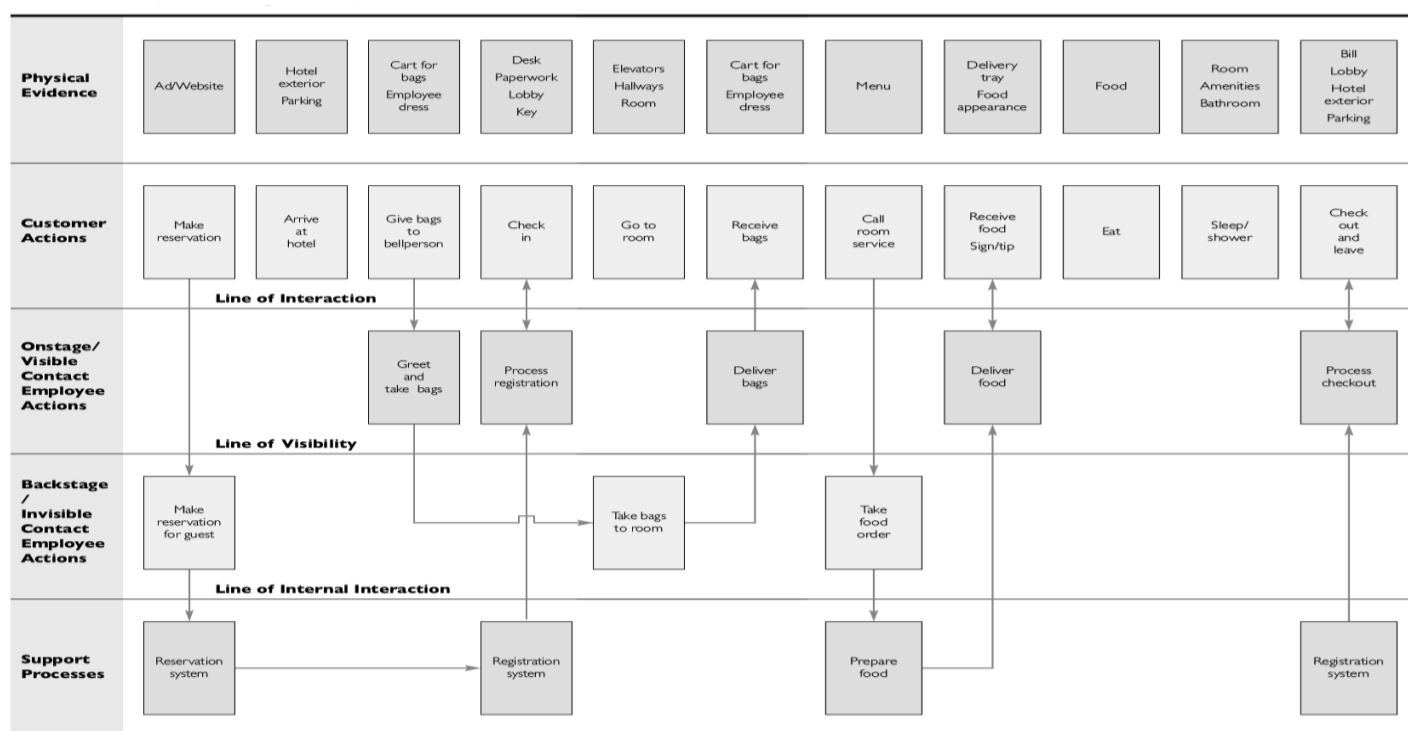 Physical
Evidence
Ad/Website
Hotel
exterior
Parking
Cart for
bags
Employee
dress
Desk
Paperwork
Lobby
Key
Elevators
Hallways
Room
Cart for
bags
Employee
dress
Menu
Delivery
tray
Food
appearance
Food
Room
Amenities
Bathroom
Bill
Lobby
Hotel
exterior
Parking
Customer
Actions
Make
reservation
Arrive
at
hotel
Give bags
to
bellperson
Check
in
Go to
room
Receive
bags
Call
room
service
Receive
food
Sign/tip
Eat
Sleep/
shower
Check
out
and
leave
Line of Interaction
Onstage/
Visible
Contact
Employee
Actions
Greet
and
take bags
Process
registration
Deliver
bags
Deliver
food
Process
checkout
Line of Visibility
Backstage
/
Invisible
Contact
Employee
Actions
Make
reservation
for guest
Take bags
to room
Take
food
order
Line of Internal Interaction
Support
Processes
Reservation
system
Registration
system
Prepare
food
Registration
system